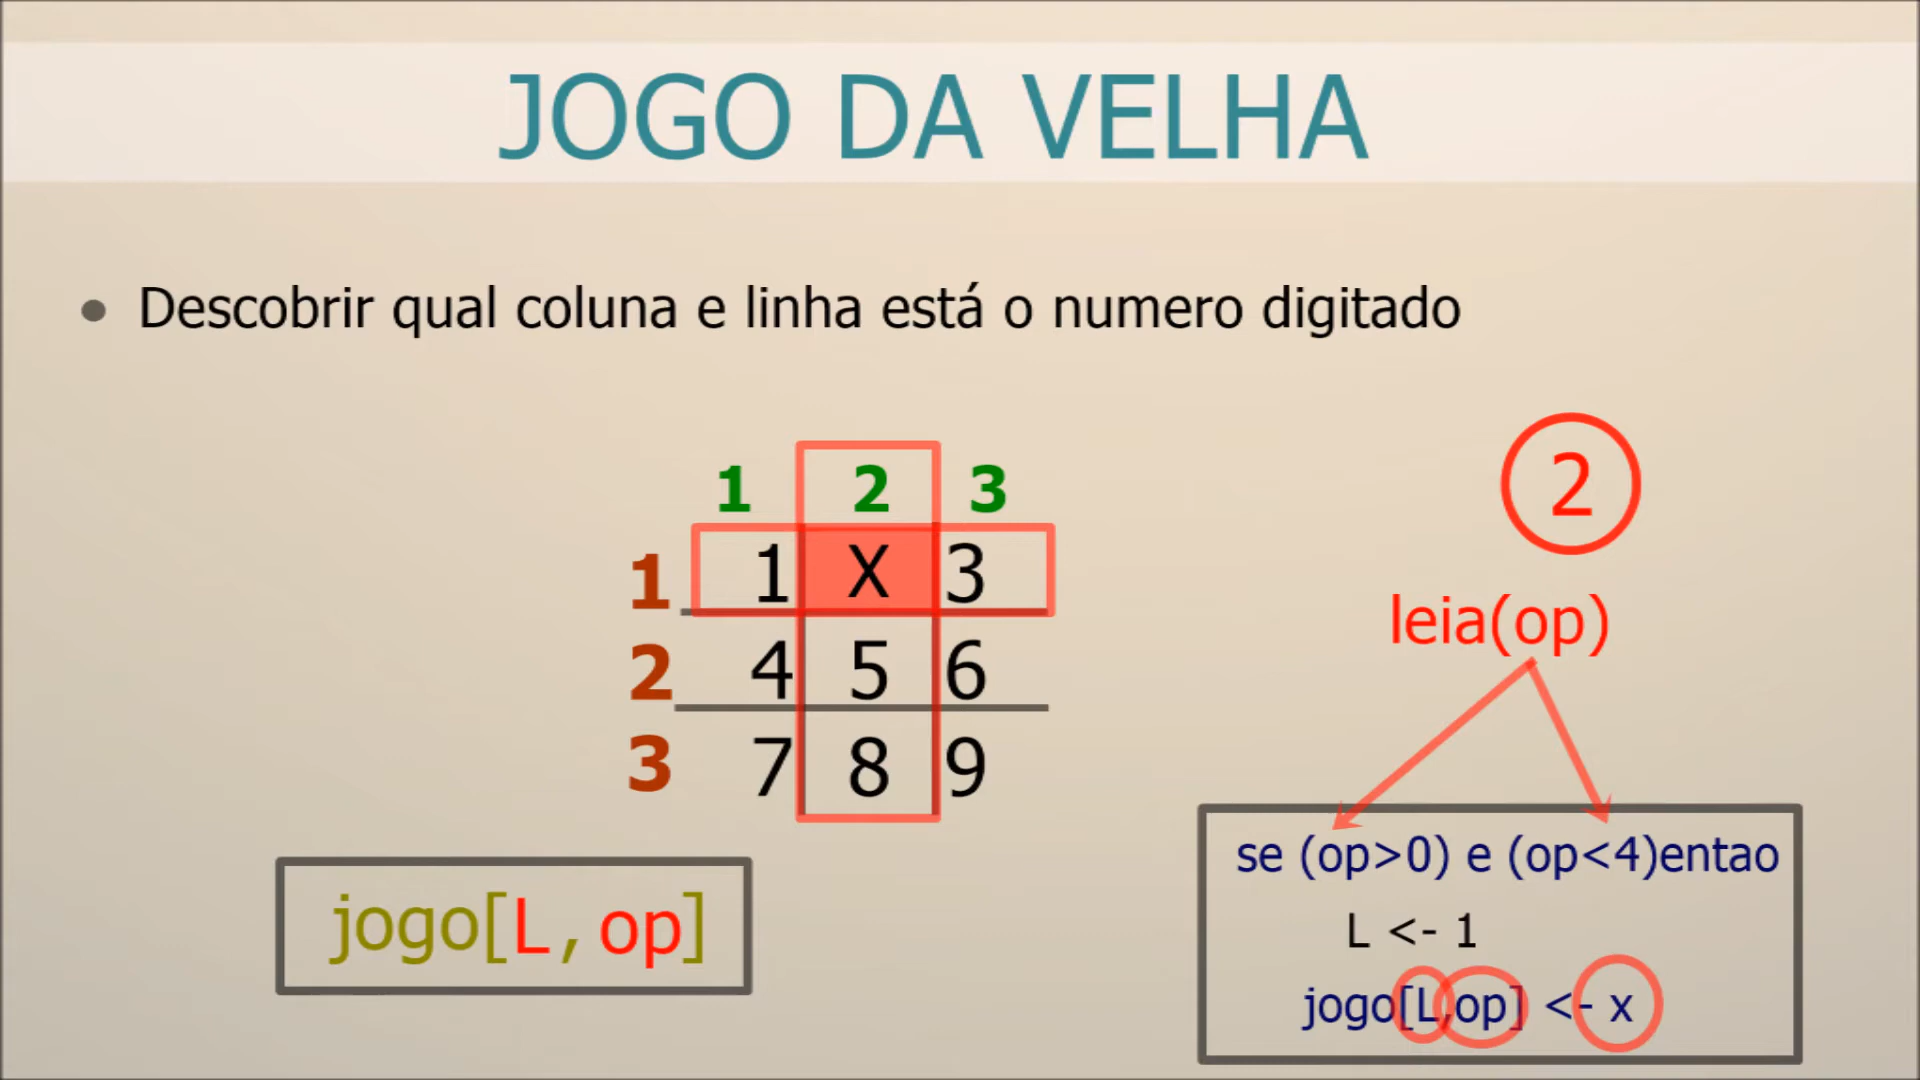 JOGO DA VELHA
• Descobrir qual coluna e linha está o numero digitado
1 2 3
1 1 X 3
2 4 5 6
3 7 8 9
2
leia(op)
se (op>0) e (op<4)entao
L <- 1
jogo[L,op] <- x
jogo[L,op]